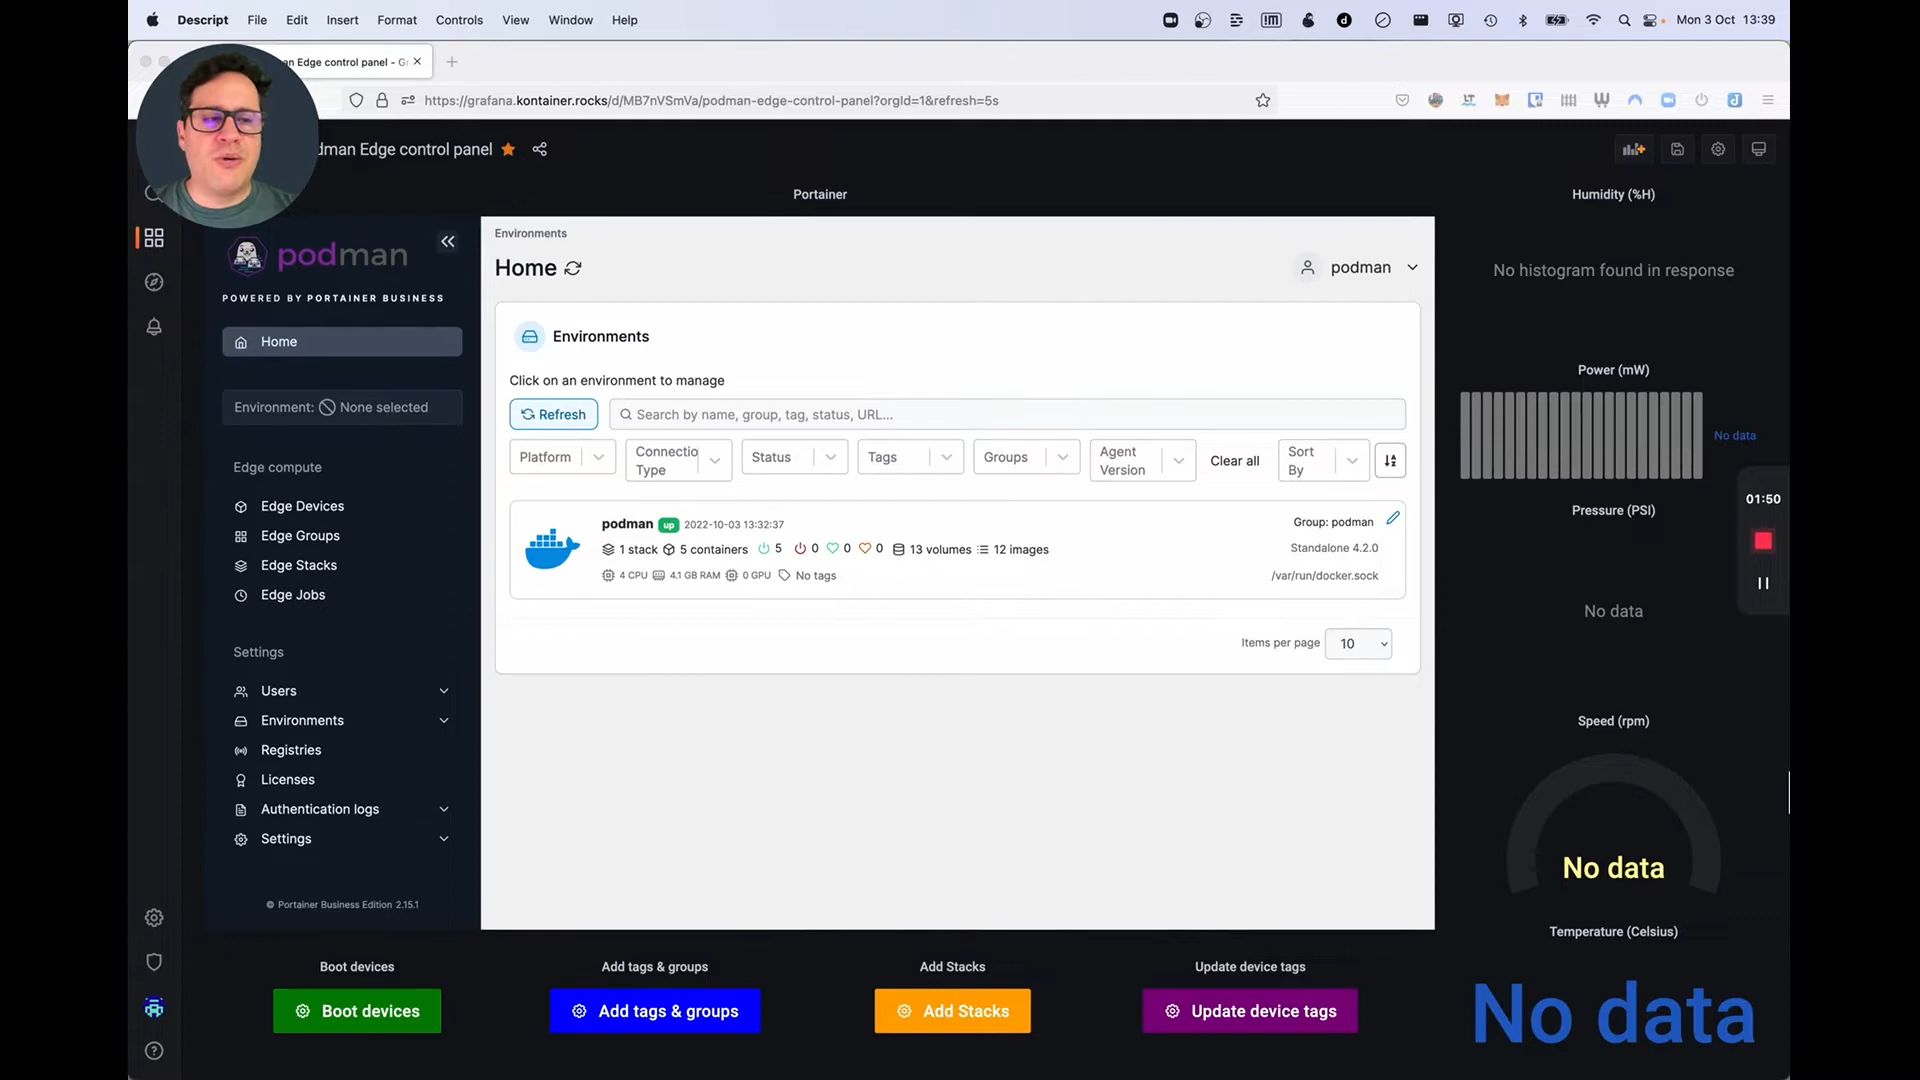 Descript File Edit Insert Format Controls View Window Help Mon 3 Oct 13:39
an Edge control panel - G
https://grafana.kontainer.rocks/d/MB7nVSmVa/podman-edge-control-panel?orgId=1&refresh=5s
dman Edge control panel
Portainer
Humidity (%H)
podman
POWERED BY PORTAINER BUSINESS
Home
Environment: None selected
Edge compute
Edge Devices
Edge Groups
Edge Stacks
Edge Jobs
Settings
Users
Environments
Registries
Licenses
Authentication logs
Settings
© Portainer Business Edition 2.15.1
Environments
Home
podman
Environments
Click on an environment to manage
Refresh
Search by name, group, tag, status, URL...
Platform
Connectio
Type
Status
Tags
Groups
Agent
Version
Clear all
Sort
By
podman up 2022-10-03 13:32:37
Group: podman
1 stack 5 containers 5 0 0 0 13 volumes 12 images
Standalone 4.2.0
4 CPU 4.1 GB RAM 0 GPU No tags
/var/run/docker.sock
Items per page 10
No histogram found in response
Power (mW)
No data
01:50
Pressure (PSI)
No data
Speed (rpm)
No data
Temperature (Celsius)
No data
Boot devices
Add tags & groups
Add Stacks
Update device tags
Boot devices
Add tags & groups
Add Stacks
Update device tags